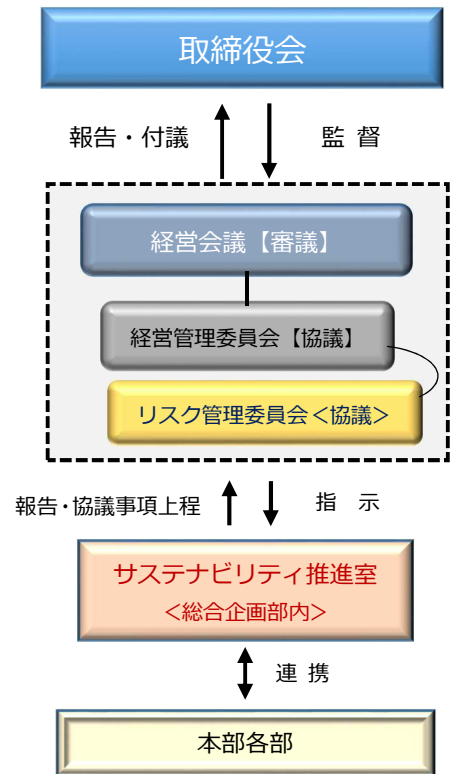 取締役会
報告・付議
監 督
経営会議【審議】
経営管理委員会【協議】
リスク管理委員会<協議>
報告・協議事項上程
指 示
サステナビリティ推進室
<総合企画部内>
連 携
本部各部